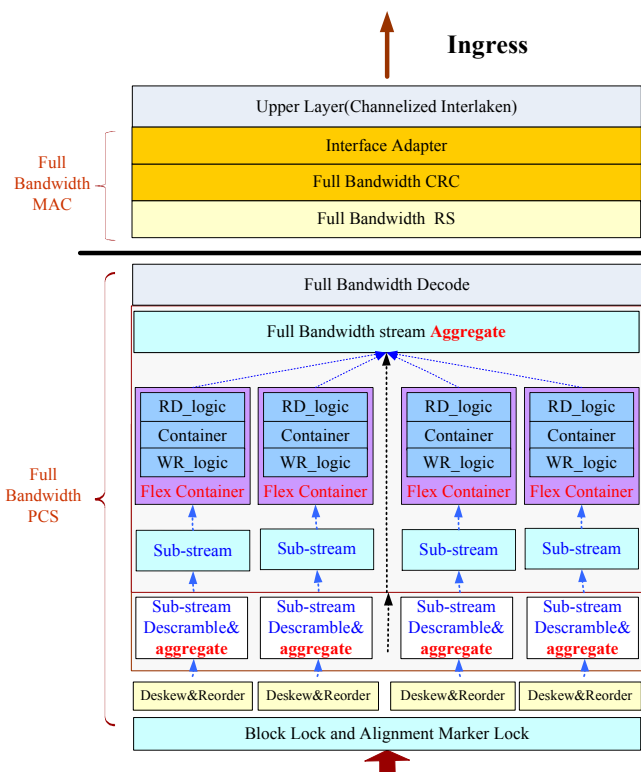 Ingress
Upper Layer(Channelized Interlaken)
Interface Adapter
Full Bandwidth CRC
Full Bandwidth RS
Full
Bandwidth
MAC
Full Bandwidth Decode
Full Bandwidth stream Aggregate
RD_logic
Container
WR_logic
Flex Container
RD_logic
Container
WR_logic
Flex Container
RD_logic
Container
WR_logic
Flex Container
RD_logic
Container
WR_logic
Flex Container
Full
Bandwidth
PCS
Sub-stream
Sub-stream
Sub-stream
Sub-stream
Sub-stream
Descramble&
aggregate
Sub-stream
Descramble&
aggregate
Sub-stream
Descramble&
aggregate
Sub-stream
Descramble&
aggregate
Deskew&Reorder
Deskew&Reorder
Deskew&Reorder
Deskew&Reorder
Block Lock and Alignment Marker Lock